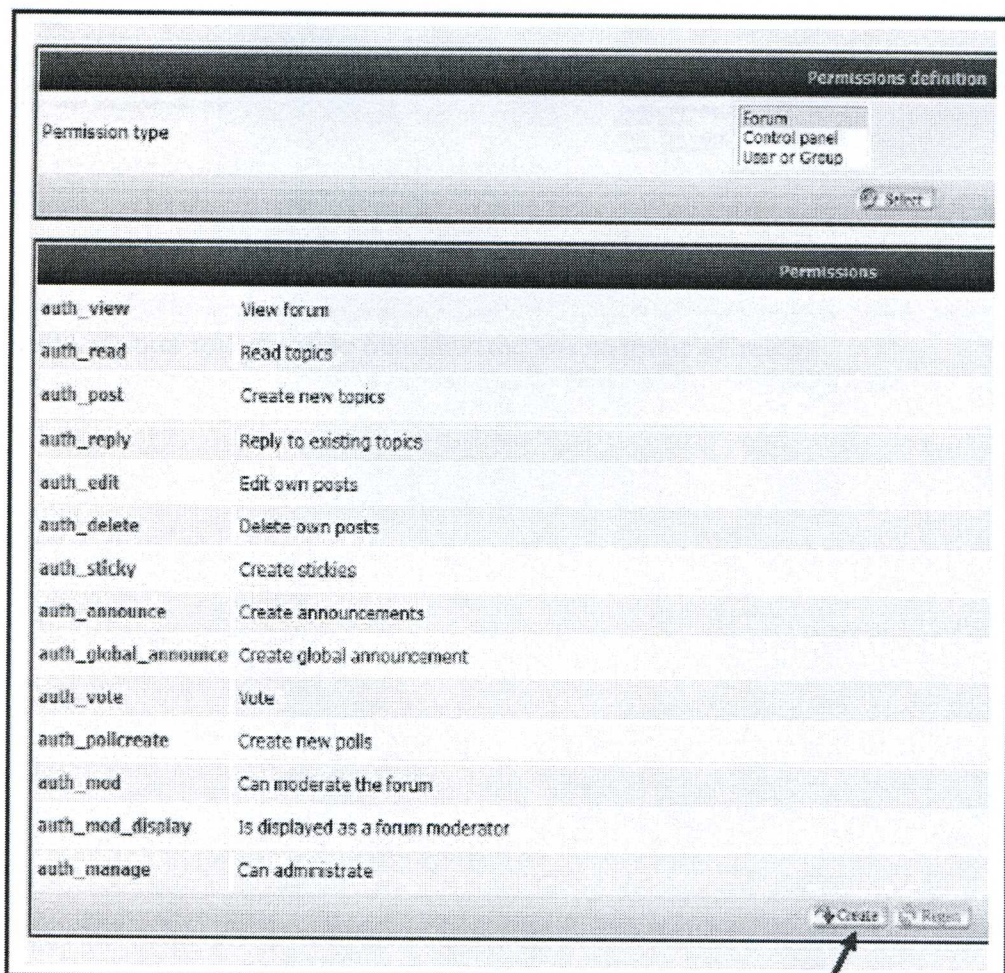 Permissions definition
Permission type
Forum
Control panel
User or Group
Select
Permissions
auth_view View forum
auth_read Read topics
auth_post Create new topics
auth_reply Reply to existing topics
auth_edit Edit own posts
auth_delete Delete own posts
auth_sticky Create stickies
auth_announce Create announcements
auth_global_announce Create global announcement
auth_vote Vote
auth_pollcreate Create new polls
auth_mod Can moderate the forum
auth_mod_display Is displayed as a forum moderator
auth_manage Can administrate
Create